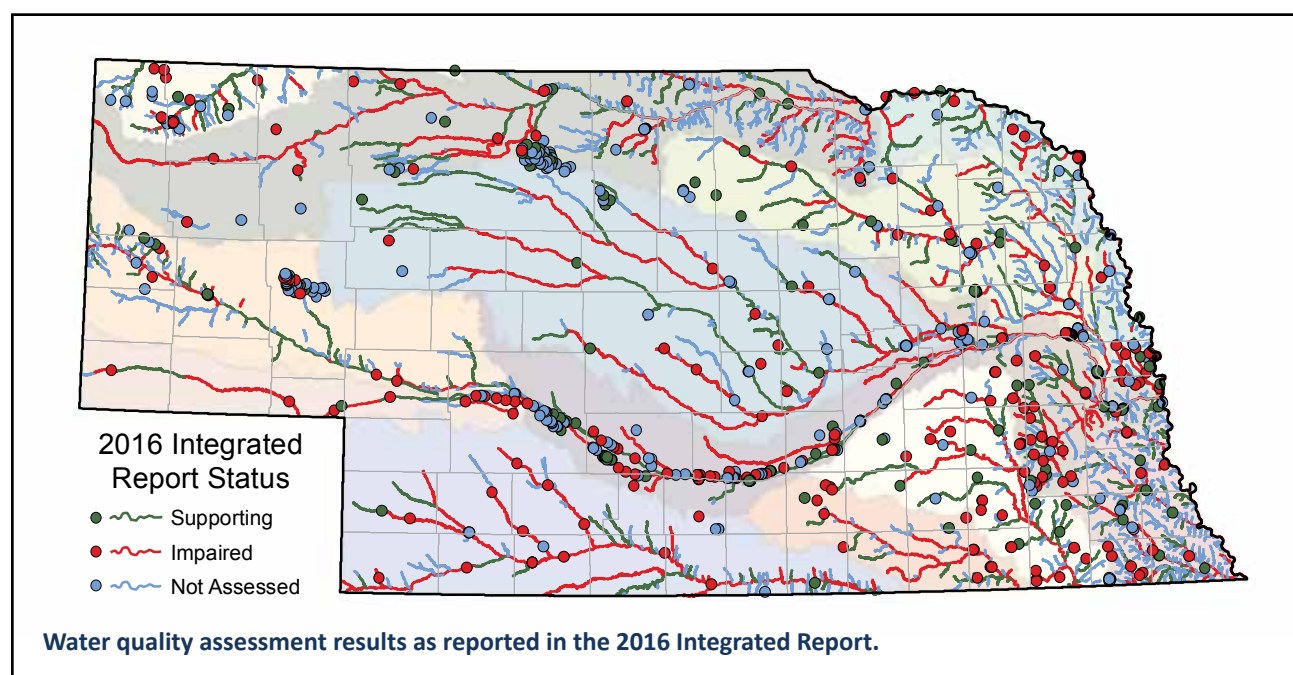 2016 Integrated
Report Status
Supporting
Impaired
Not Assessed
Water quality assessment results as reported in the 2016 Integrated Report.